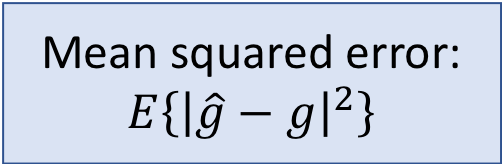 Mean squared error:
E{|ĝ − g|²}